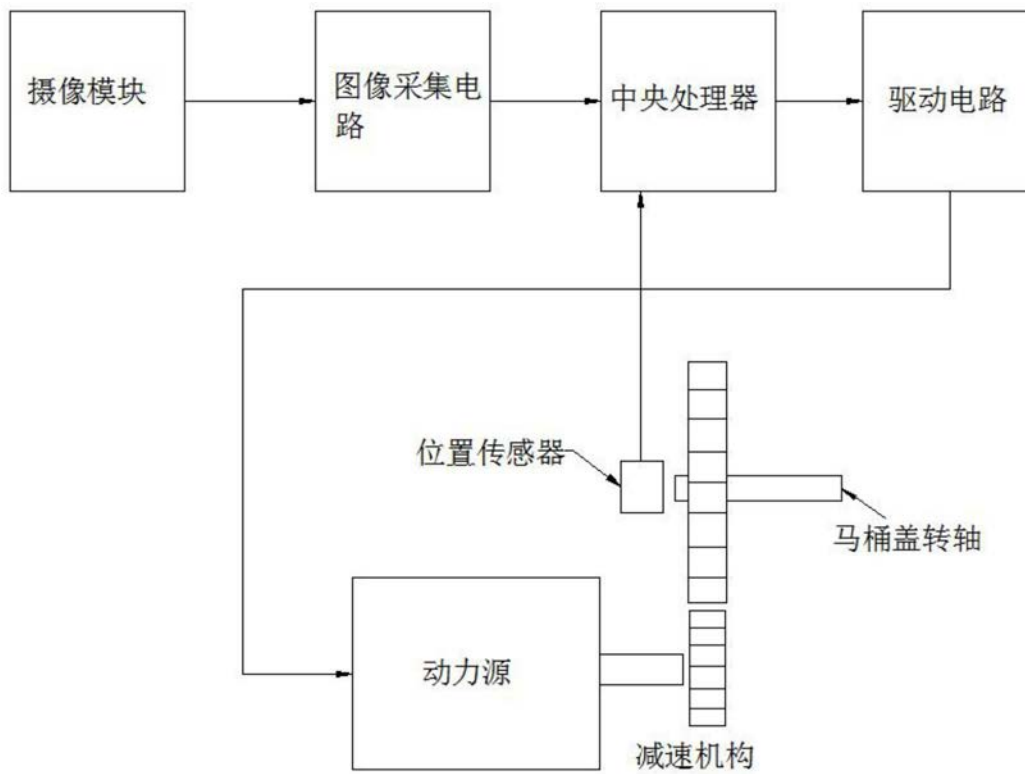 摄像模块
图像采集电
路
中央处理器
驱动电路
位置传感器
马桶盖转轴
动力源
减速机构